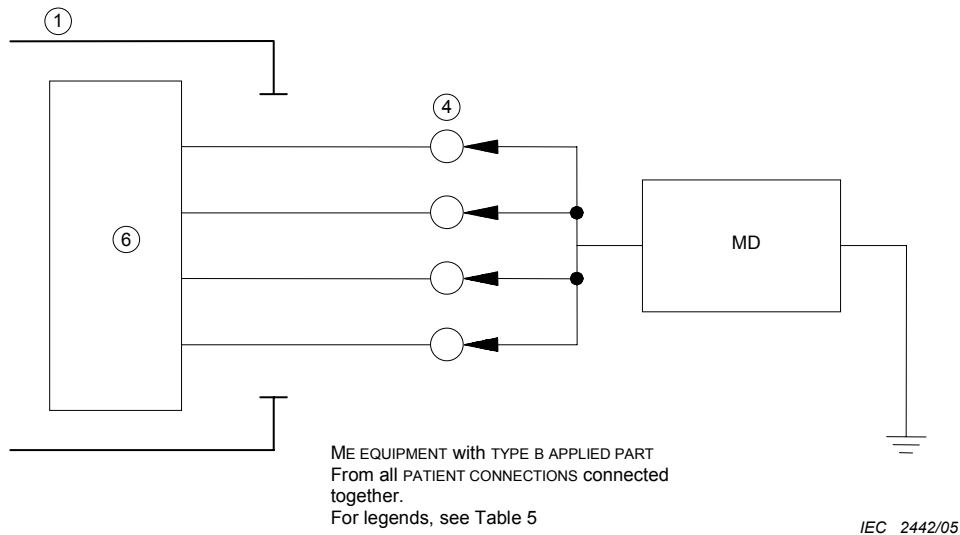 1
4
6
MD
ME EQUIPMENT with TYPE B APPLIED PART
From all PATIENT CONNECTIONS connected
together.
For legends, see Table 5
IEC 2442/05